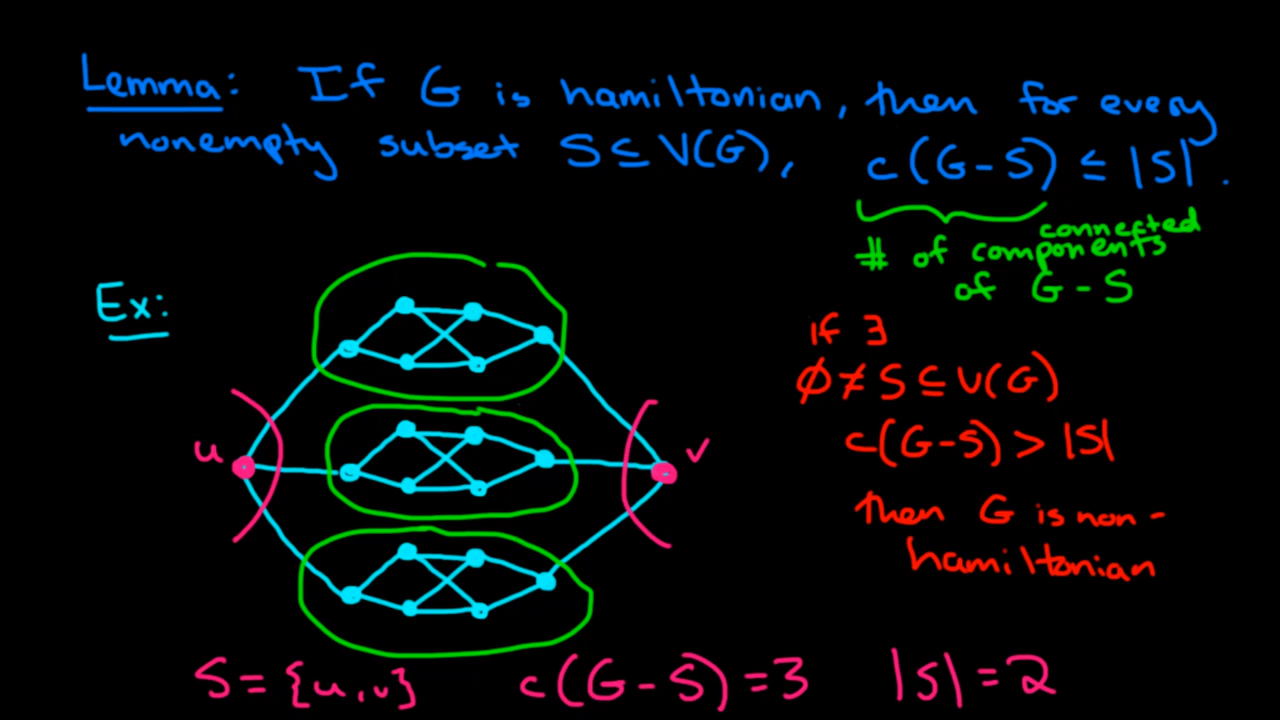 Lemma: If G is hamiltonian, then for every
nonempty subset S ⊆ V(G), c(G-S) ≤ |S|.
# of connected components
of G-S
Ex:
if ∃
∅ ≠ S ⊆ V(G)
c(G-S) > |S|
then G is non-
hamiltonian
u
v
S = {u,v} c(G-S) = 3 |S| = 2